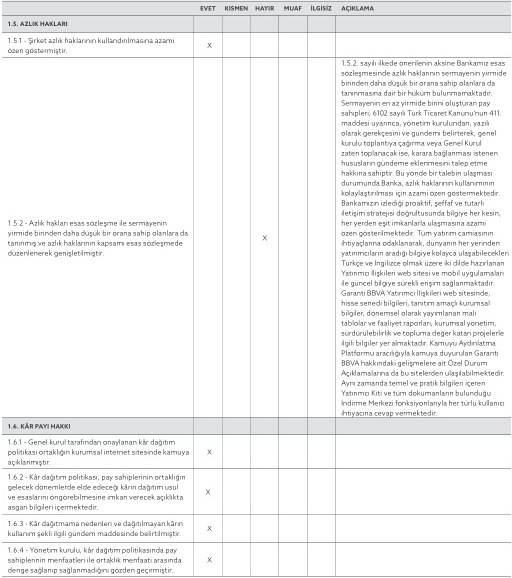 EVET KISMEN HAYIR MUAF İLGİSİZ AÇIKLAMA
1.5. AZLIK HAKLARI
1.5.1 - Şirket azlık haklarının kullandırılmasına azami
özen göstermiştir.
X
1.5.2 - Azlık hakları esas sözleşme ile sermayenin
yirmide birinden daha düşük bir orana sahip olanlara da
tanınmış ve azlık haklarının kapsamı esas sözleşmede
düzenlenerek genişletilmiştir.
X
1.5.2. sayılı ilkede önerilenin aksine Bankamız esas
sözleşmesinde azlık haklarının sermayenin yirmide
birinden daha düşük bir orana sahip olanlara da
tanınmasına dair bir hüküm bulunmamaktadır.
Sermayenin en az yirmide birini oluşturan pay
sahipleri, 6102 sayılı Türk Ticaret Kanunu'nun 411.
maddesi uyarınca, yönetim kurulundan, yazılı
olarak gerekçesini ve gündemi belirterek, genel
kurulu toplantıya çağırma veya Genel Kurul
zaten toplanacak ise, karara bağlanması istenen
hususların gündeme eklenmesini talep etme
hakkına sahiptir. Bu yönde bir talebin ulaşması
durumunda Banka, azlık haklarının kullanımının
kolaylaştırılması için azami özen göstermektedir.
Bankamızın izlediği proaktif, şeffaf ve tutarlı
iletişim stratejisi doğrultusunda bilgiye her kesin,
her yerden eşit imkanlarla ulaşmasına azami
özen gösterilmektedir. Tüm yatırım camiasının
ihtiyaçlarına odaklanarak, dünyanın her yerinden
yatırımcıların aradığı bilgiye kolayca ulaşabilecekleri
Türkçe ve İngilizce olmak üzere iki dilde hazırlanan
Yatırımcı İlişkileri web sitesi ve mobil uygulamaları
ile güncel bilgiye sürekli erişim sağlanmaktadır.
Garanti BBVA Yatırımcı İlişkileri web sitesinde,
hisse senedi bilgileri, tanıtım amaçlı kurumsal
bilgiler, dönemsel olarak yayımlanan mali
tablolar ve faaliyet raporları, kurumsal yönetim,
sürdürülebilirlik ve topluma değer katan projelerle
ilgili bilgiler yer almaktadır. Kamuyu Aydınlatma
Platformu aracılığıyla kamuya duyurulan Garanti
BBVA hakkındaki gelişmelere ait Özel Durum
Açıklamalarına da bu sitelerden ulaşılabilmektedir.
Aynı zamanda temel ve pratik bilgileri içeren
Yatırımcı Kiti ve tüm dokümanların bulunduğu
İndirme Merkezi fonksiyonlarıyla her türlü kullanıcı
ihtiyacına cevap vermektedir.
1.6. KÂR PAYI HAKKI
1.6.1 - Genel kurul tarafından onaylanan kâr dağıtım
politikası ortaklığın kurumsal internet sitesinde kamuya
açıklanmıştır.
X
1.6.2 - Kâr dağıtım politikası, pay sahiplerinin ortaklığın
gelecek dönemlerde elde edeceği kârın dağıtım usul
ve esaslarını öngörebilmesine imkan verecek açıklıkta
asgari bilgileri içermektedir.
X
1.6.3 - Kâr dağıtmama nedenleri ve dağıtılmayan kârın
kullanım şekli ilgili gündem maddesinde belirtilmiştir.
X
1.6.4 - Yönetim kurulu, kâr dağıtım politikasında pay
sahiplerinin menfaatleri ile ortaklık menfaati arasında
denge sağlanıp sağlanmadığını gözden geçirmiştir.
X